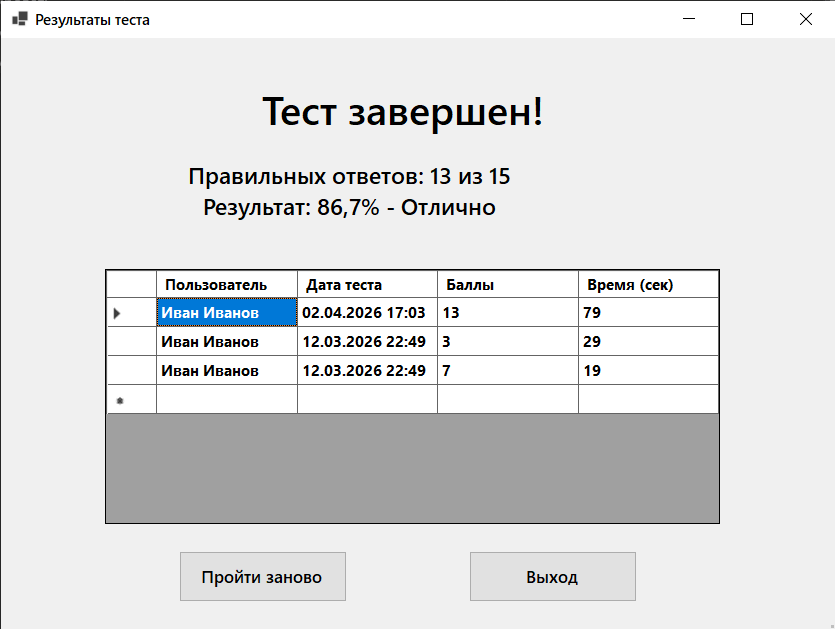 Результаты теста
Тест завершен!
Правильных ответов: 13 из 15
Результат: 86,7% - Отлично
Пользователь Дата теста Баллы Время (сек)
Иван Иванов 02.04.2026 17:03 13 79
Иван Иванов 12.03.2026 22:49 3 29
Иван Иванов 12.03.2026 22:49 7 19
Пройти заново Выход